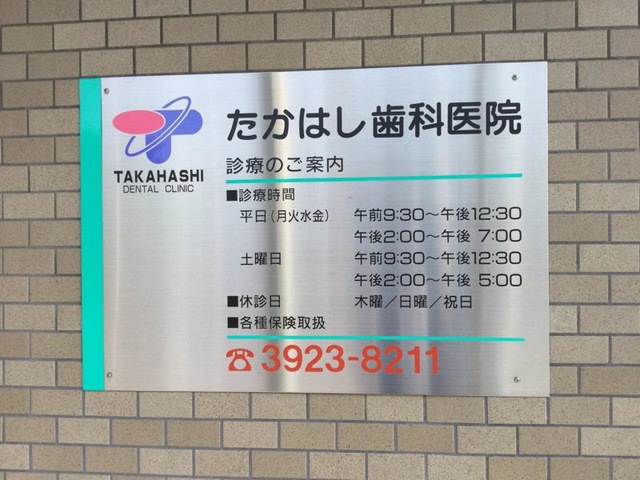 たかはし歯科医院
TAKAHASHI
DENTAL CLINIC
診療のご案内
■診療時間
平日(月火水金) 午前9:30〜午後12:30
午後2:00〜午後 7:00
土曜日 午前9:30〜午後12:30
午後2:00〜午後 5:00
■休診日 木曜/日曜/祝日
■各種保険取扱
☎3923-8211